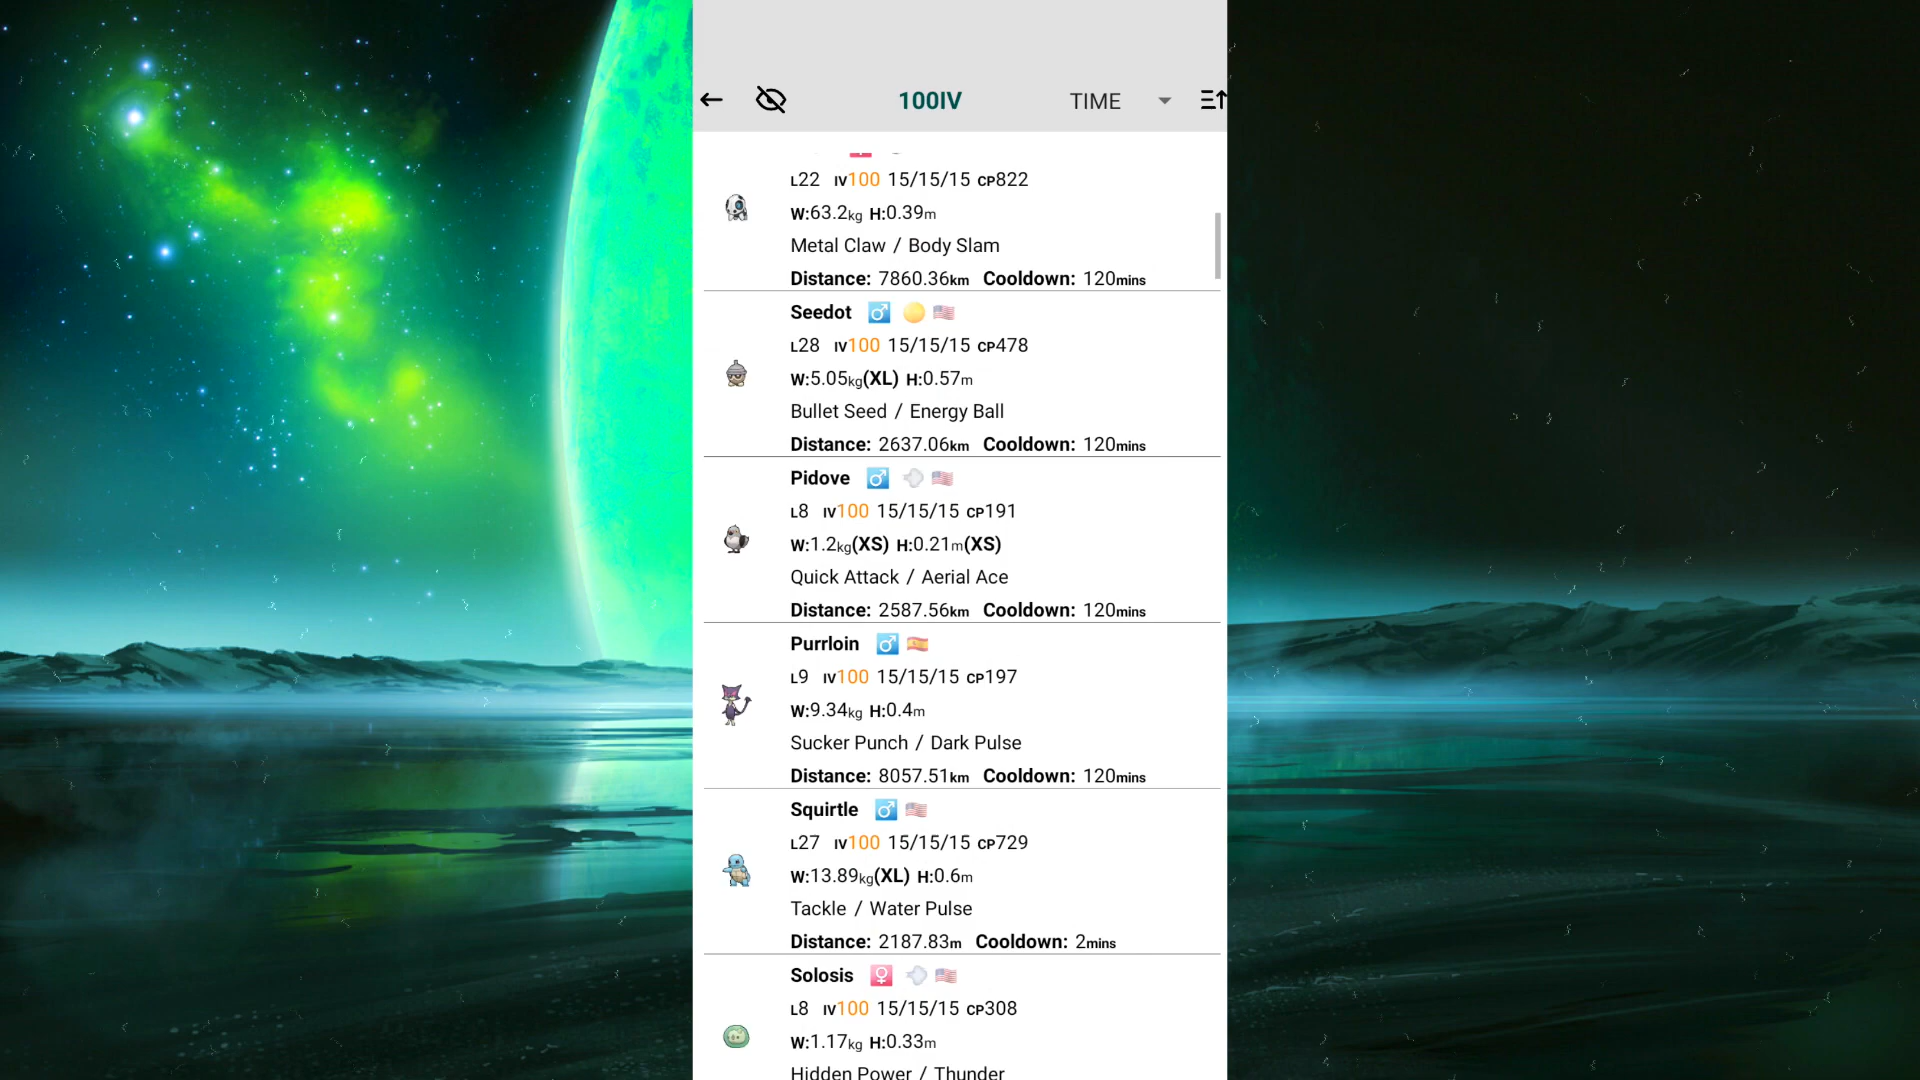 100IV TIME
L22 IV100 15/15/15 CP822
W:63.2kg H:0.39m
Metal Claw / Body Slam
Distance: 7860.36km Cooldown: 120mins
Seedot
L28 IV100 15/15/15 CP478
W:5.05kg(XL) H:0.57m
Bullet Seed / Energy Ball
Distance: 2637.06km Cooldown: 120mins
Pidove
L8 IV100 15/15/15 CP191
W:1.2kg(XS) H:0.21m(XS)
Quick Attack / Aerial Ace
Distance: 2587.56km Cooldown: 120mins
Purrloin
L9 IV100 15/15/15 CP197
W:9.34kg H:0.4m
Sucker Punch / Dark Pulse
Distance: 8057.51km Cooldown: 120mins
Squirtle
L27 IV100 15/15/15 CP729
W:13.89kg(XL) H:0.6m
Tackle / Water Pulse
Distance: 2187.83m Cooldown: 2mins
Solosis
L8 IV100 15/15/15 CP308
W:1.17kg H:0.33m
Hidden Power / Thunder